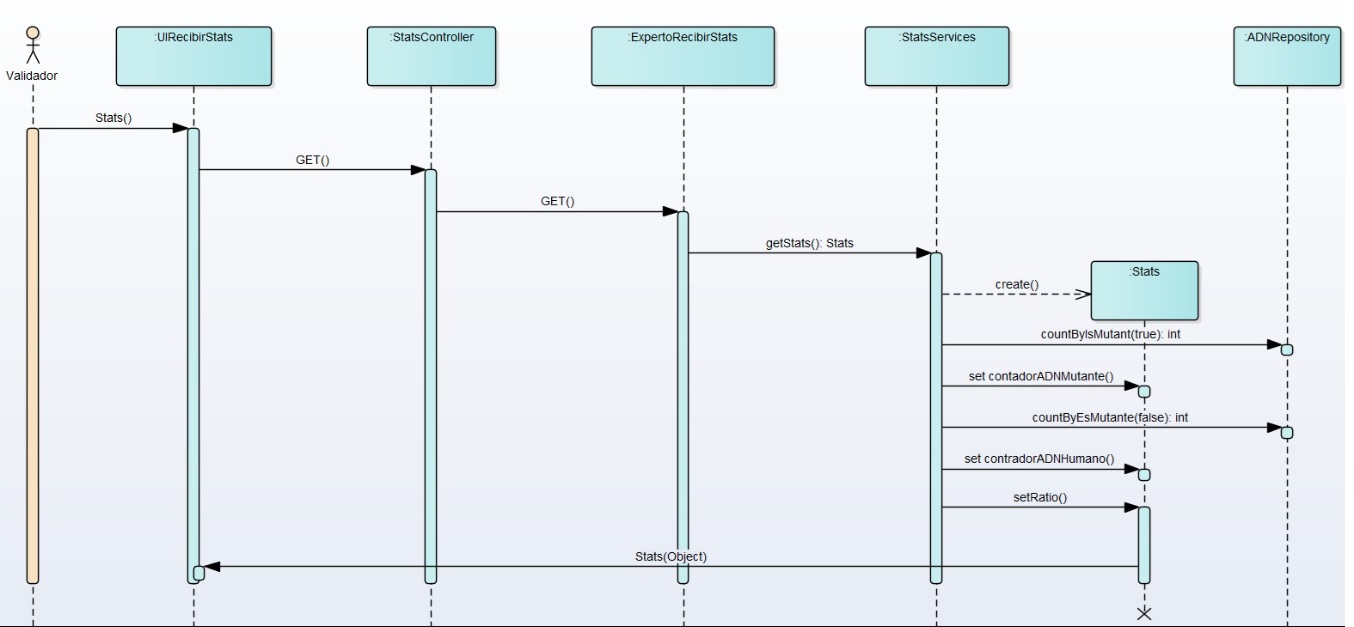 :UIRecibirStats
:StatsController
:ExpertoRecibirStats
:StatsServices
:ADNRepository
Validador
Stats()
GET()
GET()
getStats(): Stats
:Stats
create()
countByIsMutant(true): int
set contadorADNMutante()
countByEsMutante(false): int
set contradorADNHumano()
setRatio()
Stats(Object)